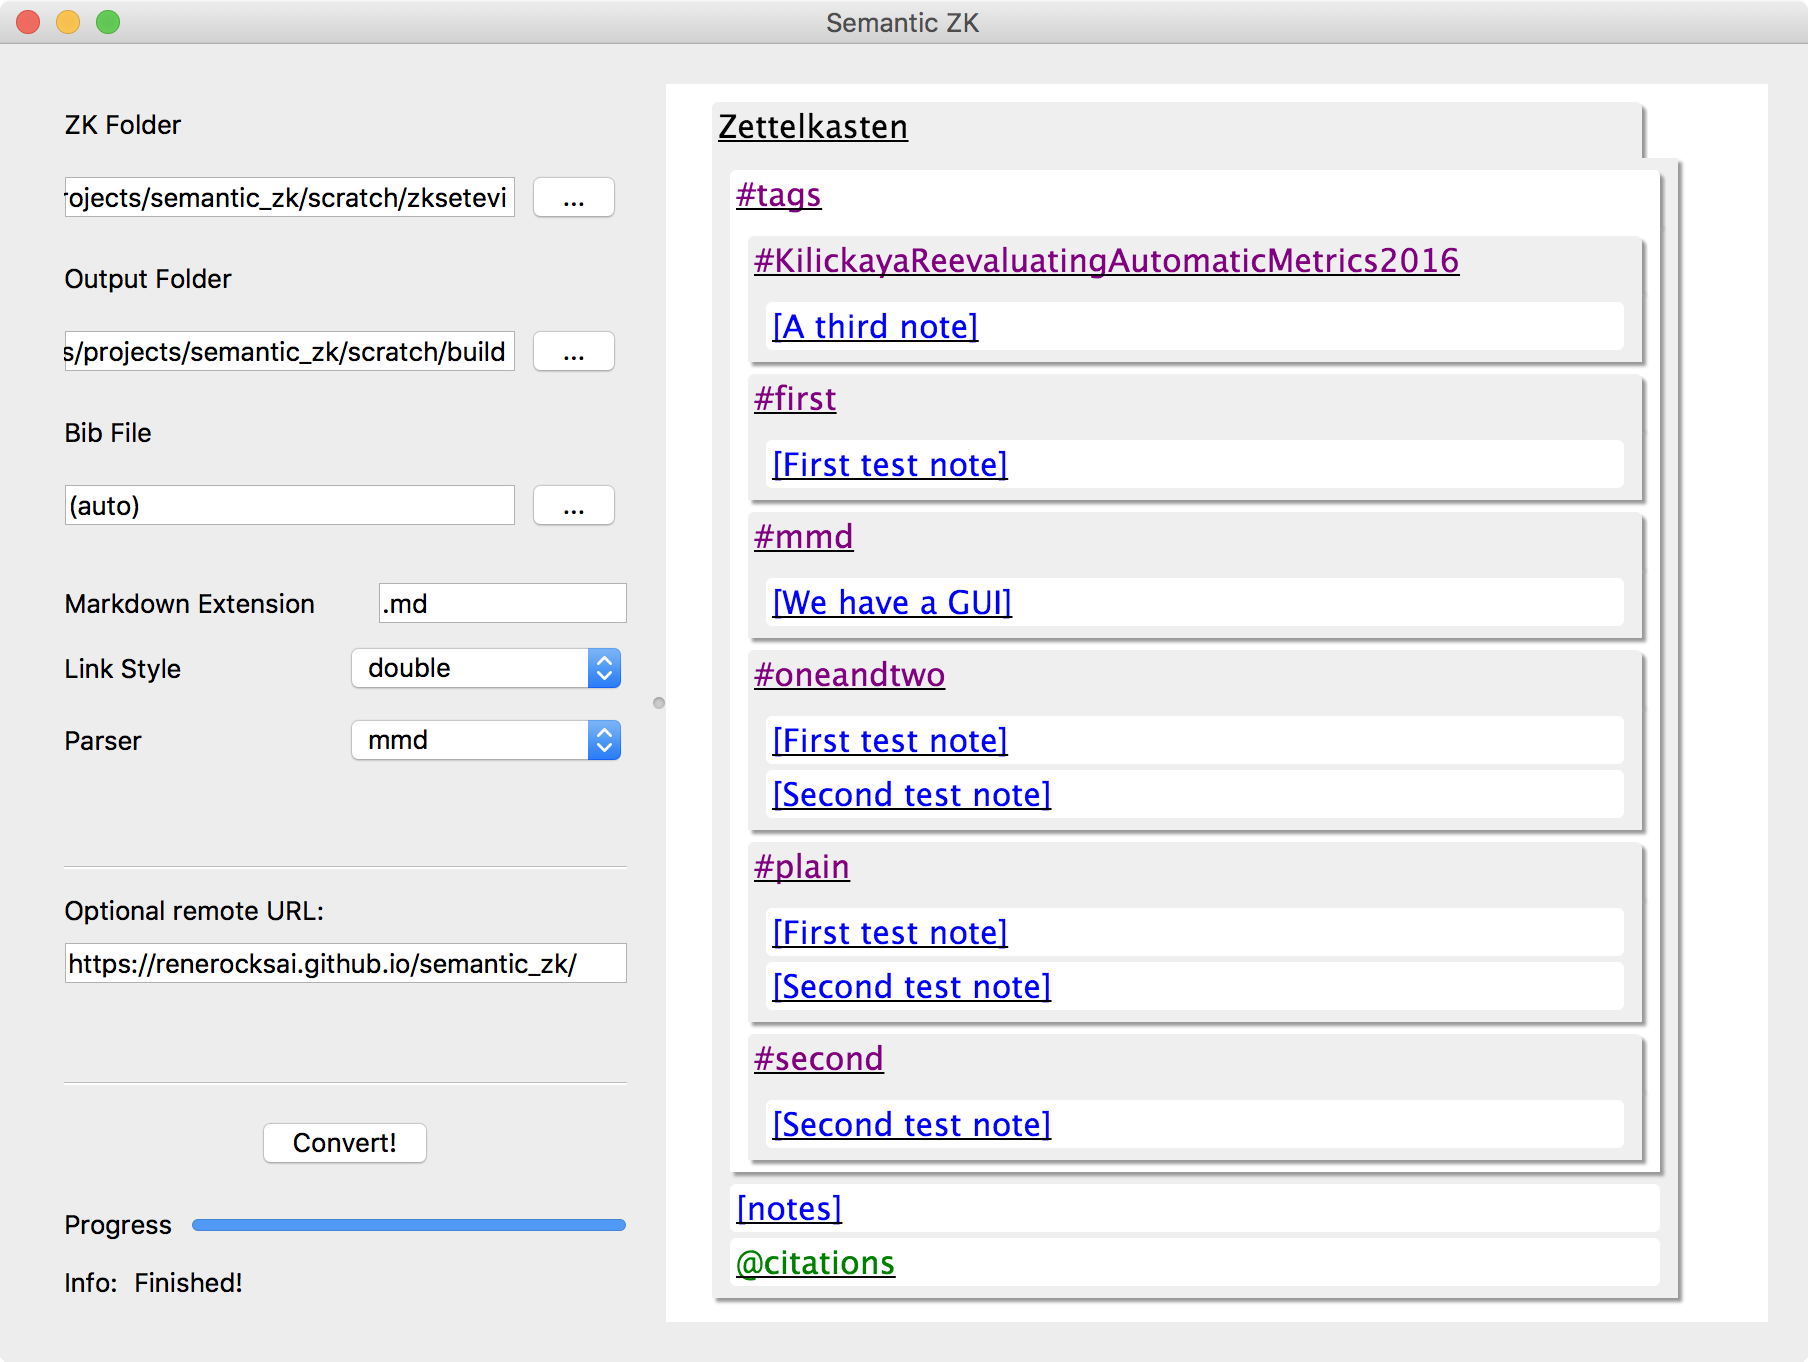 Semantic ZK
ZK Folder
rojects/semantic_zk/scratch/zksetevi
...
Output Folder
s/projects/semantic_zk/scratch/build
...
Bib File
(auto)
...
Markdown Extension
.md
Link Style
double
Parser
mmd
Optional remote URL:
https://renerocksai.github.io/semantic_zk/
Convert!
Progress
Info: Finished!
Zettelkasten
#tags
#KilickayaReevaluatingAutomaticMetrics2016
[A third note]
#first
[First test note]
#mmd
[We have a GUI]
#oneandtwo
[First test note]
[Second test note]
#plain
[First test note]
[Second test note]
#second
[Second test note]
[notes]
@citations